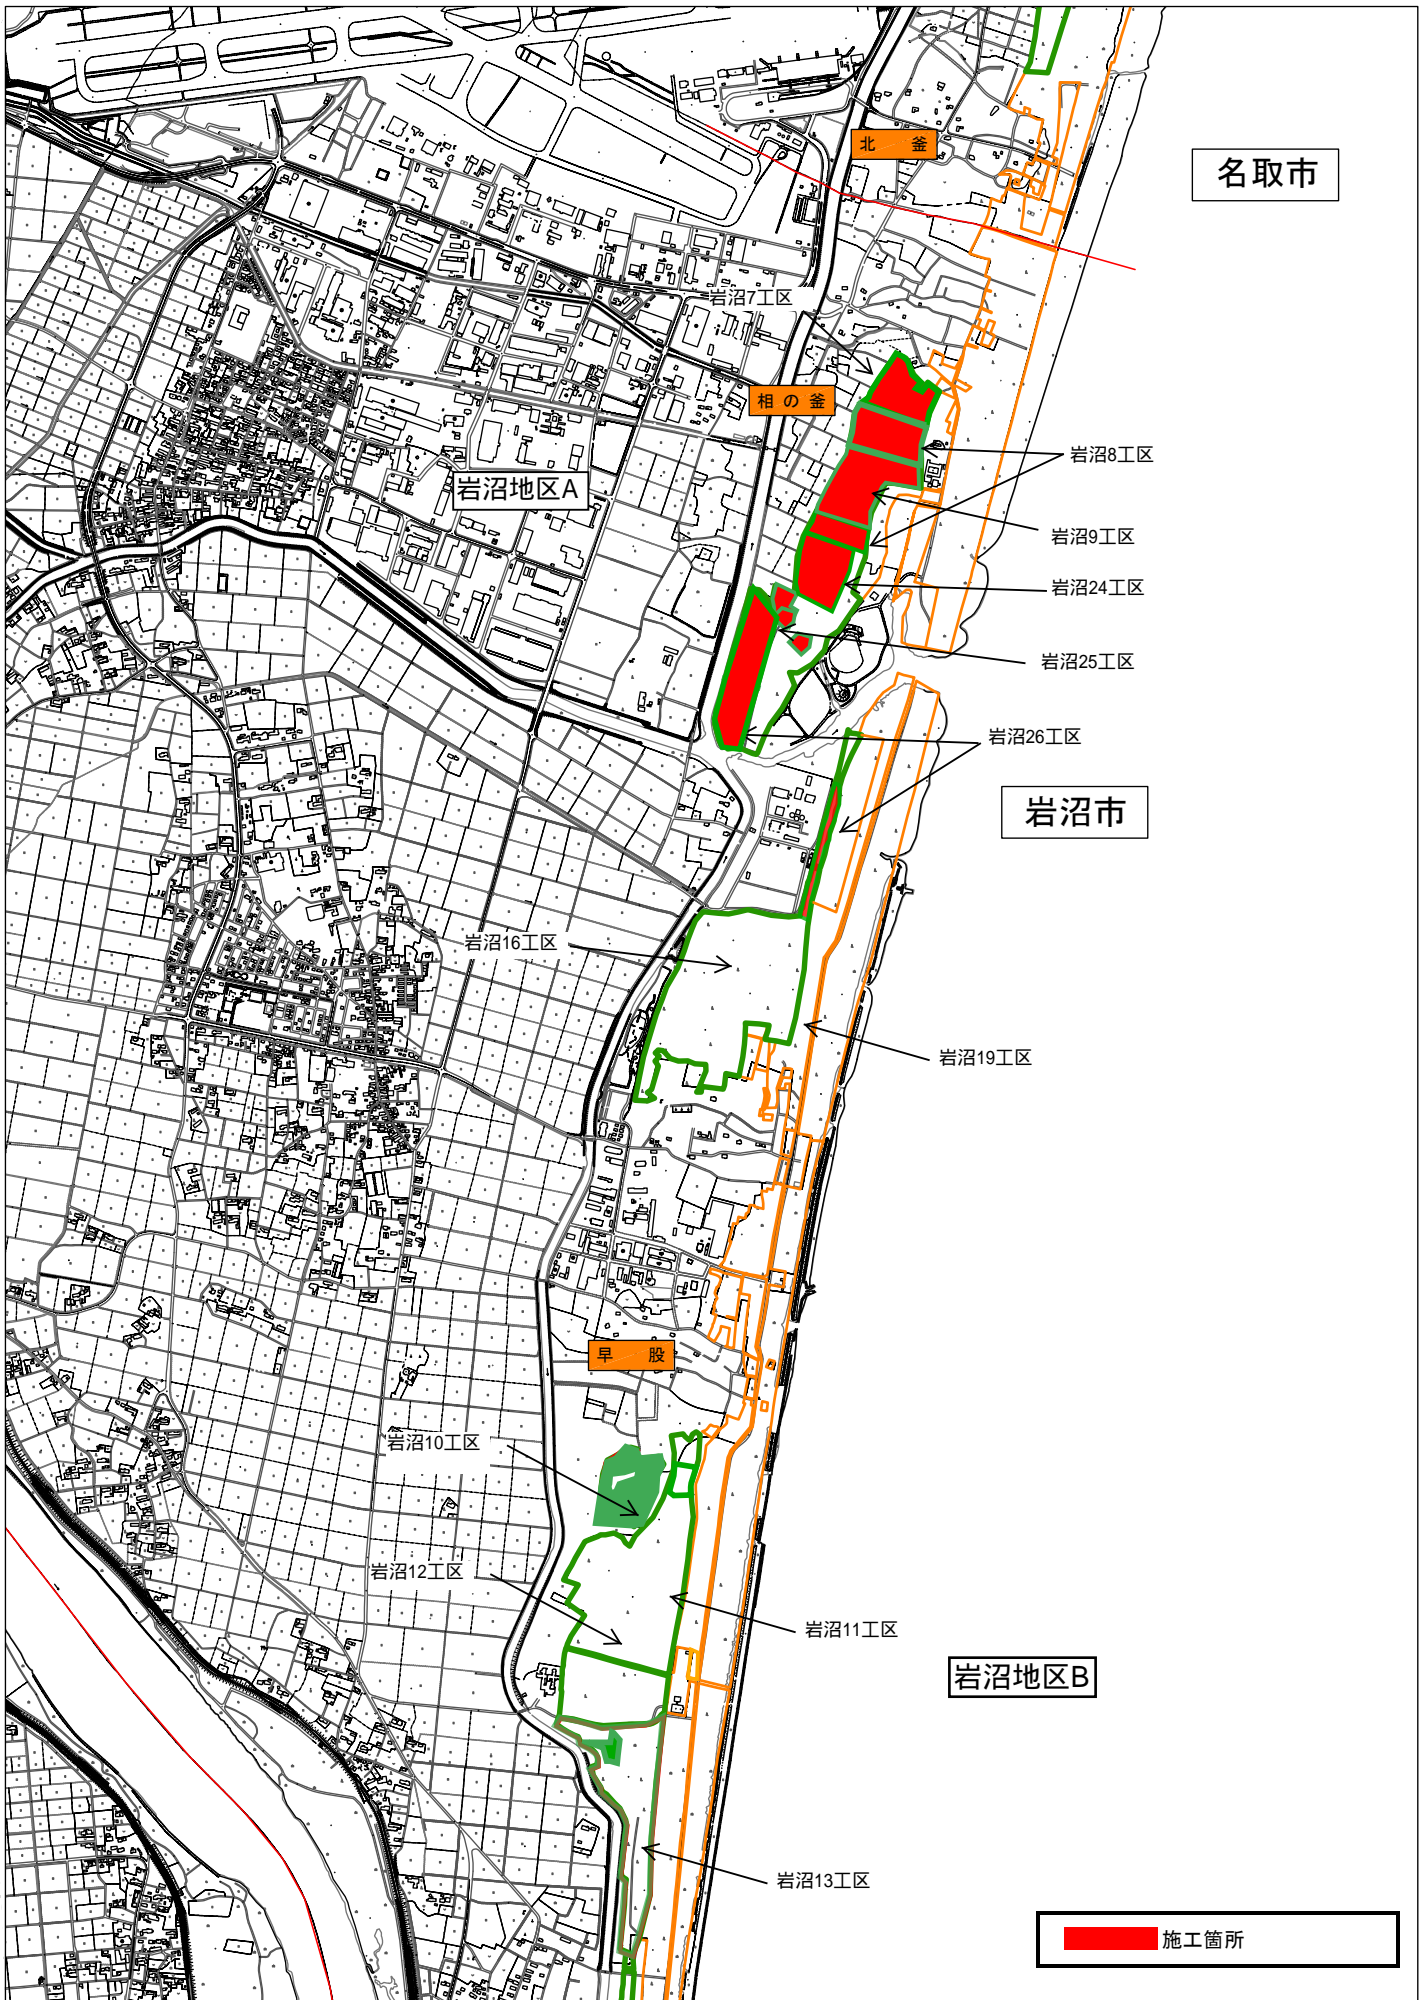 北 釜
名取市
岩沼7工区
相 の 釜
岩沼8工区
岩沼地区A
岩沼9工区
岩沼24工区
岩沼25工区
岩沼26工区
岩沼市
岩沼16工区
岩沼19工区
早 股
岩沼10工区
岩沼12工区
岩沼11工区
岩沼地区B
岩沼13工区
施工箇所